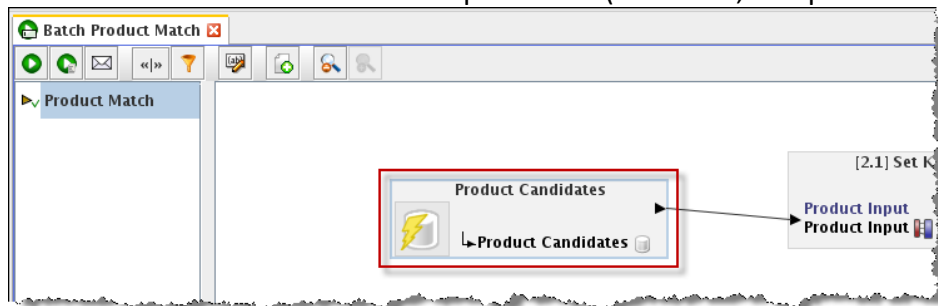 Batch Product Match
«|»
Product Match
[2.1] Set
Product Candidates
Product Input
Product Candidates
Product Input